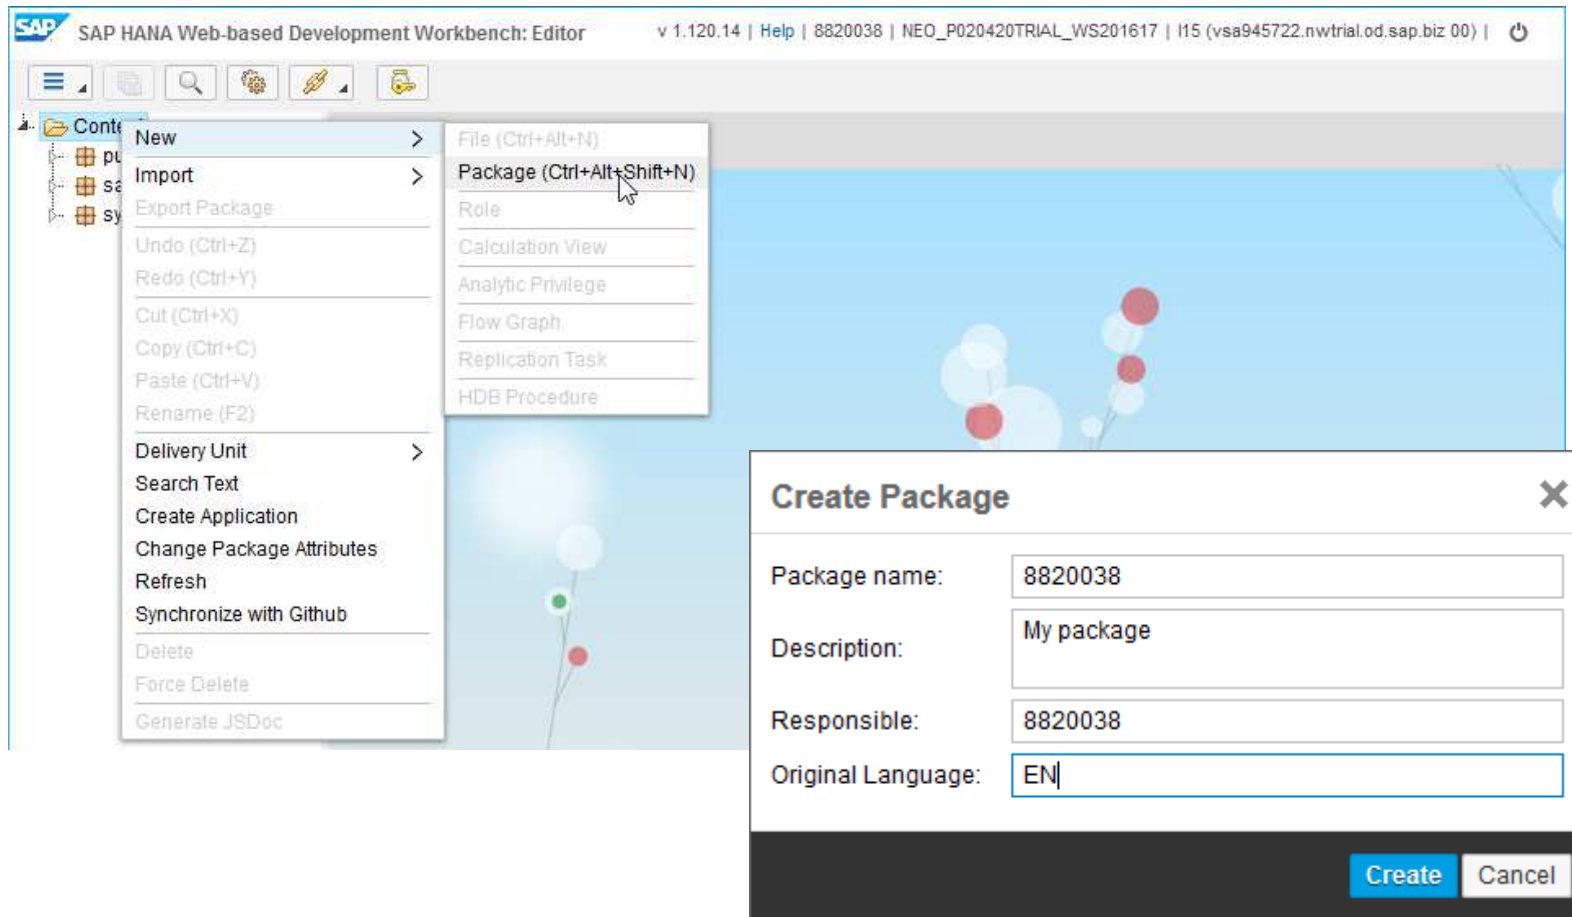 SAP
SAP HANA Web-based Development Workbench: Editor
v 1.120.14 | Help | 8820038 | NEO_P020420TRIAL_WS201617 | I15 (vsa945722.nwtrial.od.sap.biz 00) |
Conte
pu
sa
sy
New
Import
Export Package
Undo (Ctrl+Z)
Redo (Ctrl+Y)
Cut (Ctrl+X)
Copy (Ctrl+C)
Paste (Ctrl+V)
Rename (F2)
Delivery Unit
Search Text
Create Application
Change Package Attributes
Refresh
Synchronize with Github
Delete
Force Delete
Generate JSDoc
File (Ctrl+Alt+N)
Package (Ctrl+Alt+Shift+N)
Role
Calculation View
Analytic Privilege
Flow Graph
Replication Task
HDB Procedure
Create Package
Package name: 8820038
Description: My package
Responsible: 8820038
Original Language: EN
Create Cancel